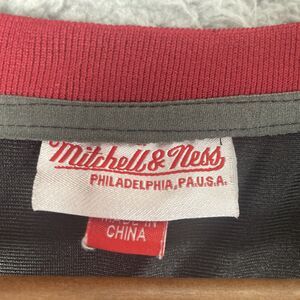 Mitchell & Ness
PHILADELPHIA, PA.U.S.A.
MADE IN
CHINA